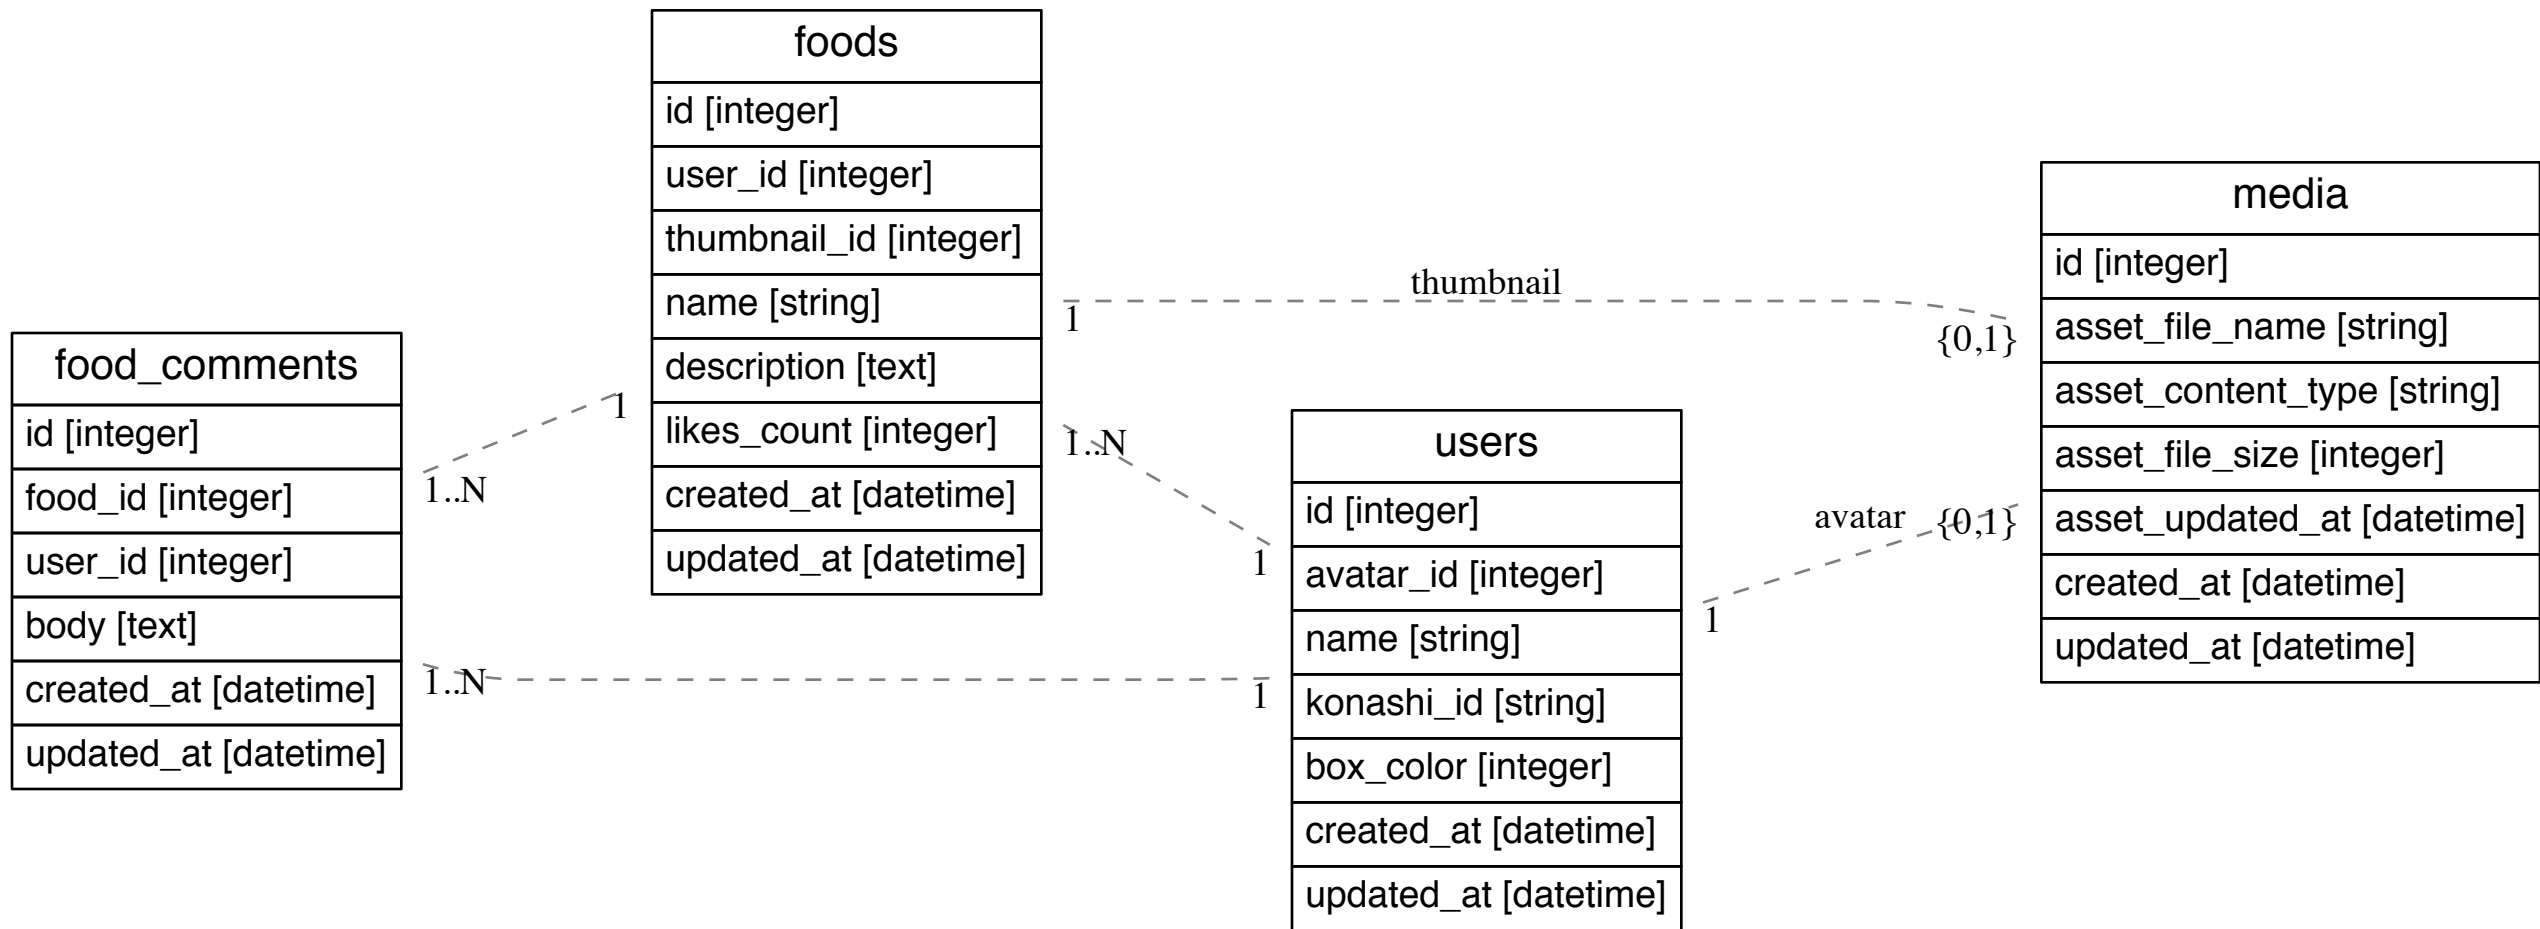 foods
id [integer]
user_id [integer]
thumbnail_id [integer]
name [string]
description [text]
likes_count [integer]
created_at [datetime]
updated_at [datetime]
food_comments
id [integer]
food_id [integer]
user_id [integer]
body [text]
created_at [datetime]
updated_at [datetime]
users
id [integer]
avatar_id [integer]
name [string]
konashi_id [string]
box_color [integer]
created_at [datetime]
updated_at [datetime]
media
id [integer]
asset_file_name [string]
asset_content_type [string]
asset_file_size [integer]
asset_updated_at [datetime]
created_at [datetime]
updated_at [datetime]
thumbnail
1
{0,1}
1
1..N
1..N
1
avatar
{0,1}
1
1..N
1